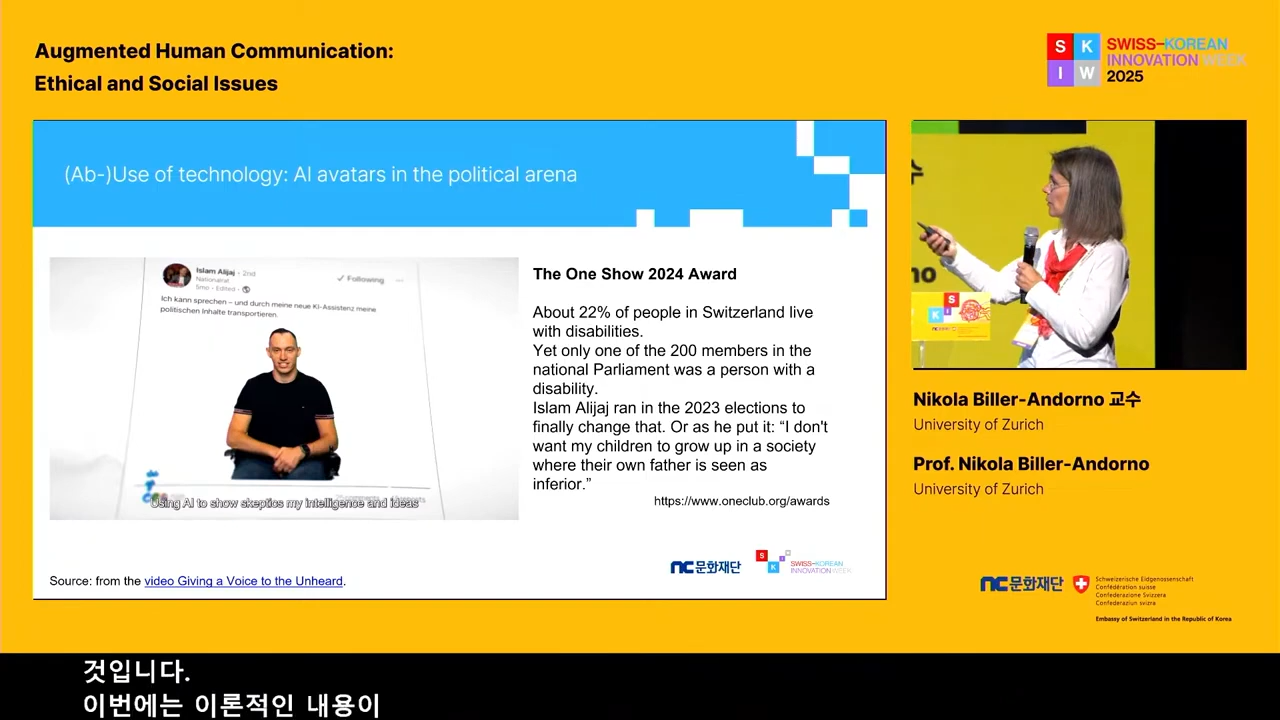 Augmented Human Communication:
Ethical and Social Issues
S K
I W
SWISS-KOREAN
INNOVATION WEEK
2025
(Ab-)Use of technology: AI avatars in the political arena
Islam Alijaj • 2nd
Nationalrat
5mo • Edited •
Following
Ich kann sprechen – und durch meine neue KI-Assistenz meine
politischen Inhalte transportieren.
Using AI to show skeptics my intelligence and ideas
The One Show 2024 Award
About 22% of people in Switzerland live
with disabilities.
Yet only one of the 200 members in the
national Parliament was a person with a
disability.
Islam Alijaj ran in the 2023 elections to
finally change that. Or as he put it: “I don't
want my children to grow up in a society
where their own father is seen as
inferior.”
https://www.oneclub.org/awards
Source: from the video Giving a Voice to the Unheard.
NC문화재단
S
K I
SWISS-KOREAN
INNOVATION WEEK
수
S
K I
Nikola Biller-Andorno 교수
University of Zurich
Prof. Nikola Biller-Andorno
University of Zurich
NC문화재단
Schweizerische Eidgenossenschaft
Confédération suisse
Confederazione Svizzera
Confederaziun svizra
Embassy of Switzerland in the Republic of Korea
것입니다.
이번에는 이론적인 내용이